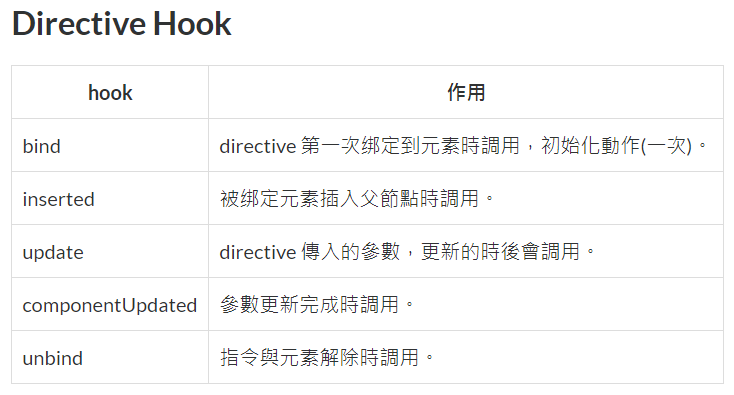 Directive Hook
hook 作用
bind directive 第一次绑定到元素時調用，初始化動作(一次)。
inserted 被绑定元素插入父節點時調用。
update directive 傳入的參數，更新的時後會調用。
componentUpdated 參數更新完成時調用。
unbind 指令與元素解除時調用。